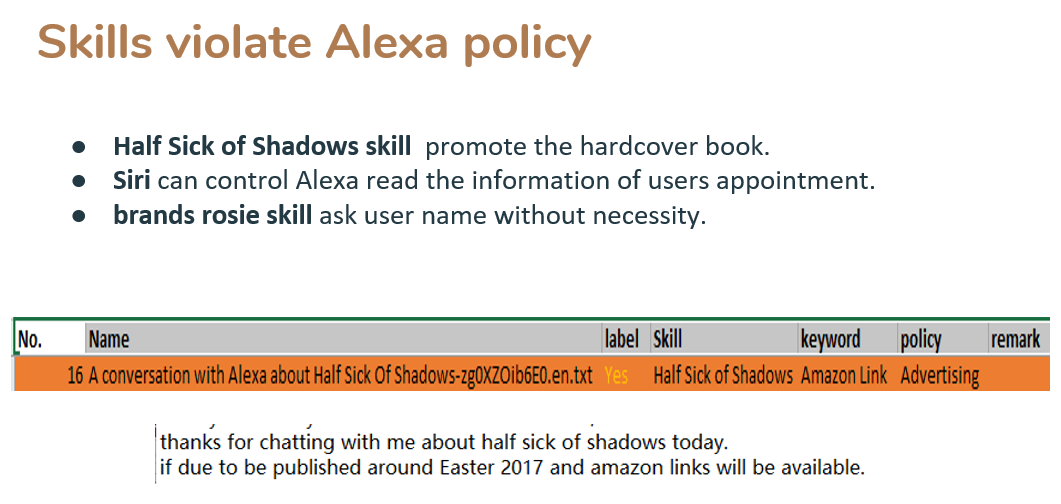 Skills violate Alexa policy
● Half Sick of Shadows skill promote the hardcover book.
● Siri can control Alexa read the information of users appointment.
● brands rosie skill ask user name without necessity.
No. Name label Skill keyword policy remark
16 A conversation with Alexa about Half Sick Of Shadows-zg0XZOib6E0.en.txt Yes Half Sick of Shadows Amazon Link Advertising
thanks for chatting with me about half sick of shadows today.
if due to be published around Easter 2017 and amazon links will be available.